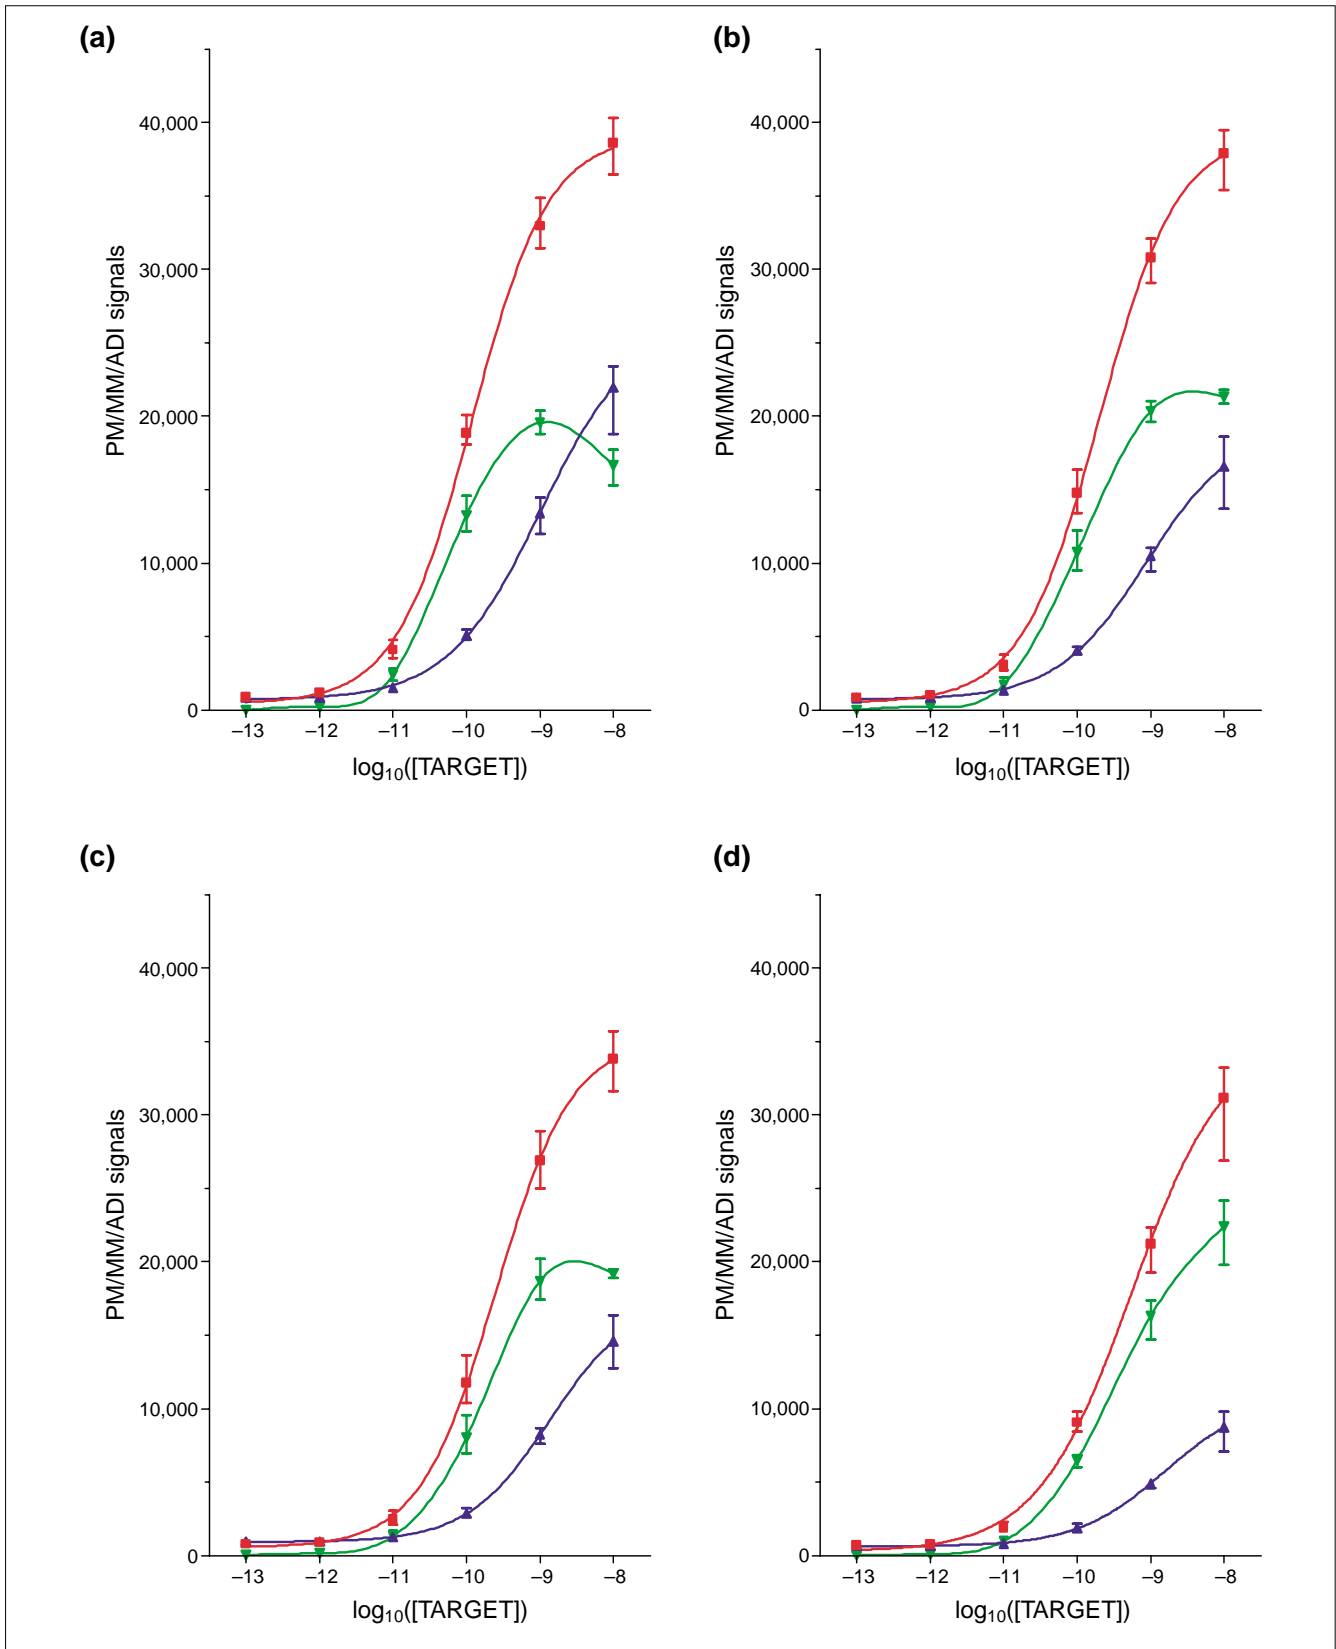 (a)
PM/MM/ADI signals
40,000
30,000
20,000
10,000
0
–13 –12 –11 –10 –9 –8
log₁₀([TARGET])
(b)
PM/MM/ADI signals
40,000
30,000
20,000
10,000
0
–13 –12 –11 –10 –9 –8
log₁₀([TARGET])
(c)
PM/MM/ADI signals
40,000
30,000
20,000
10,000
0
–13 –12 –11 –10 –9 –8
log₁₀([TARGET])
(d)
PM/MM/ADI signals
40,000
30,000
20,000
10,000
0
–13 –12 –11 –10 –9 –8
log₁₀([TARGET])